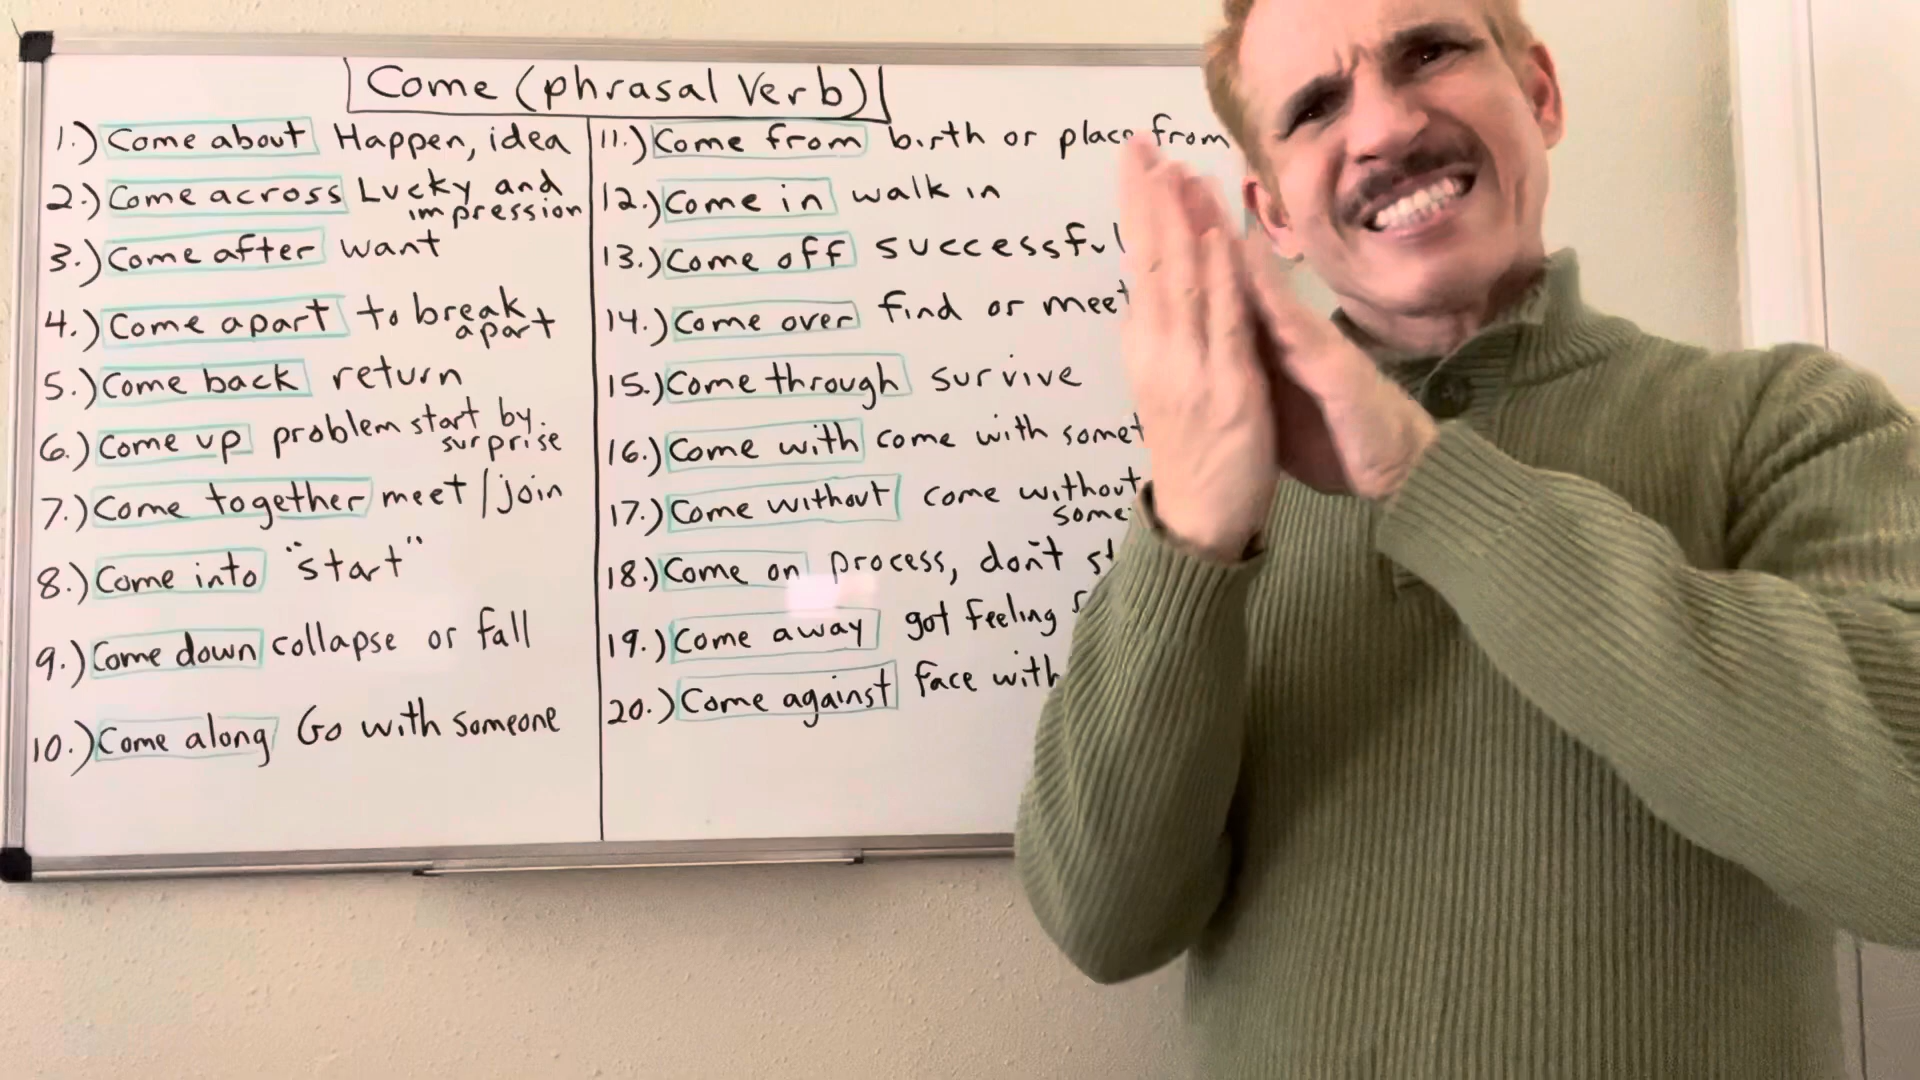 Come (phrasal Verb)
1.) Come about Happen, idea
2.) Come across Lucky and
impression
3.) Come after want
4.) Come apart to break
apart
5.) Come back return
6.) Come up problem start by.
surprise
7.) Come together meet/join
8.) Come into "start"
9.) Come down collapse or fall
10.) Come along Go with someone
11.) Come from birth or place from
12.) Come in walk in
13.) Come off successful
14.) Come over find or meet
15.) Come through survive
16.) Come with come with
17.) Come without come without
18.) Come on process, don't
19.) Come away got feeling
20.) Come against face with